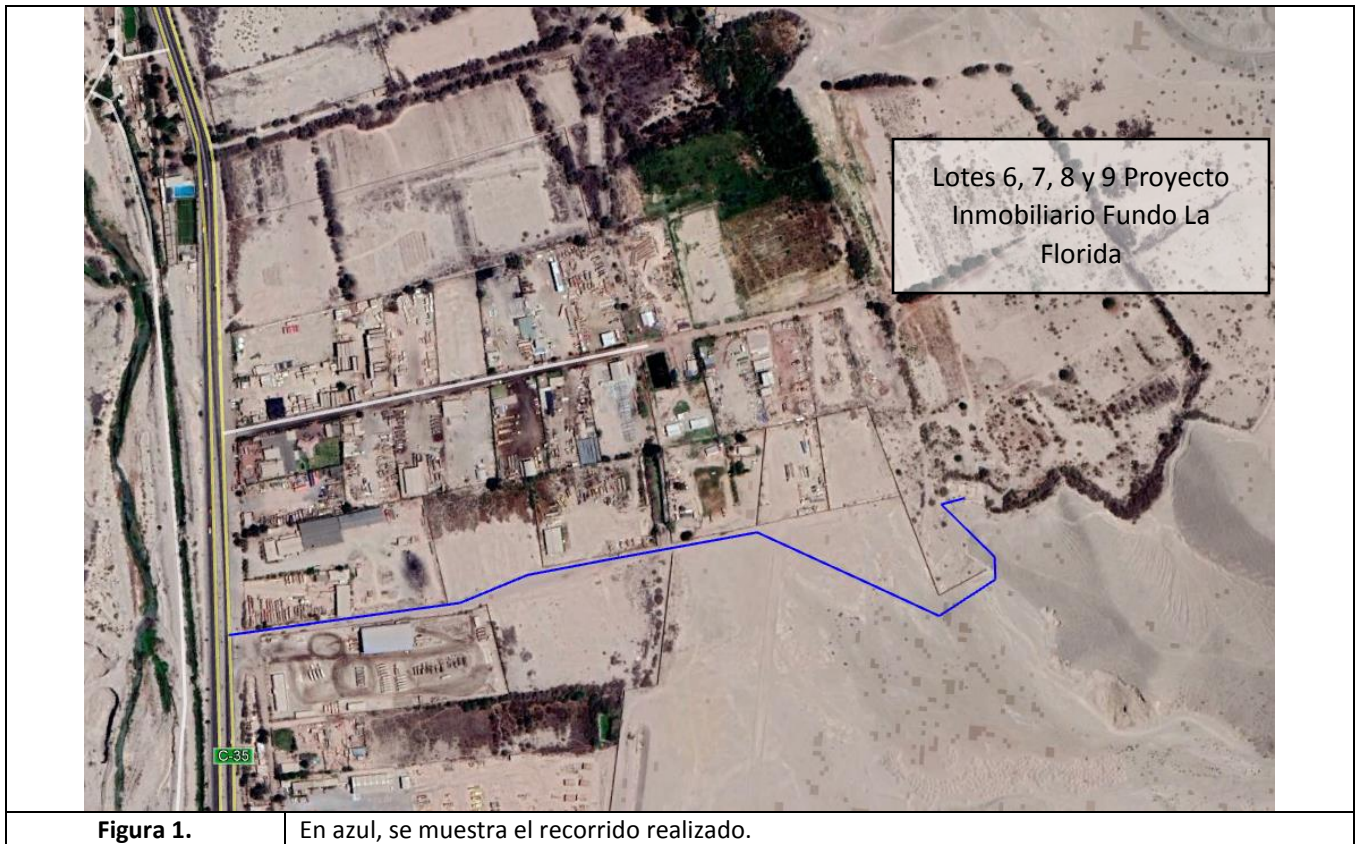 Lotes 6, 7, 8 y 9 Proyecto
Inmobiliario Fundo La
Florida
C-35
Figura 1.
En azul, se muestra el recorrido realizado.